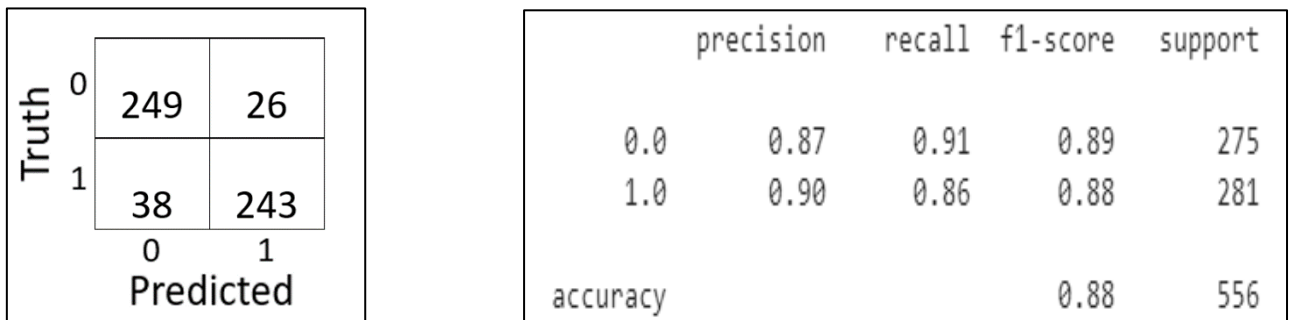 Truth
0
249 26
1
38 243
0 1
Predicted
precision recall f1-score support
0.0 0.87 0.91 0.89 275
1.0 0.90 0.86 0.88 281
accuracy 0.88 556